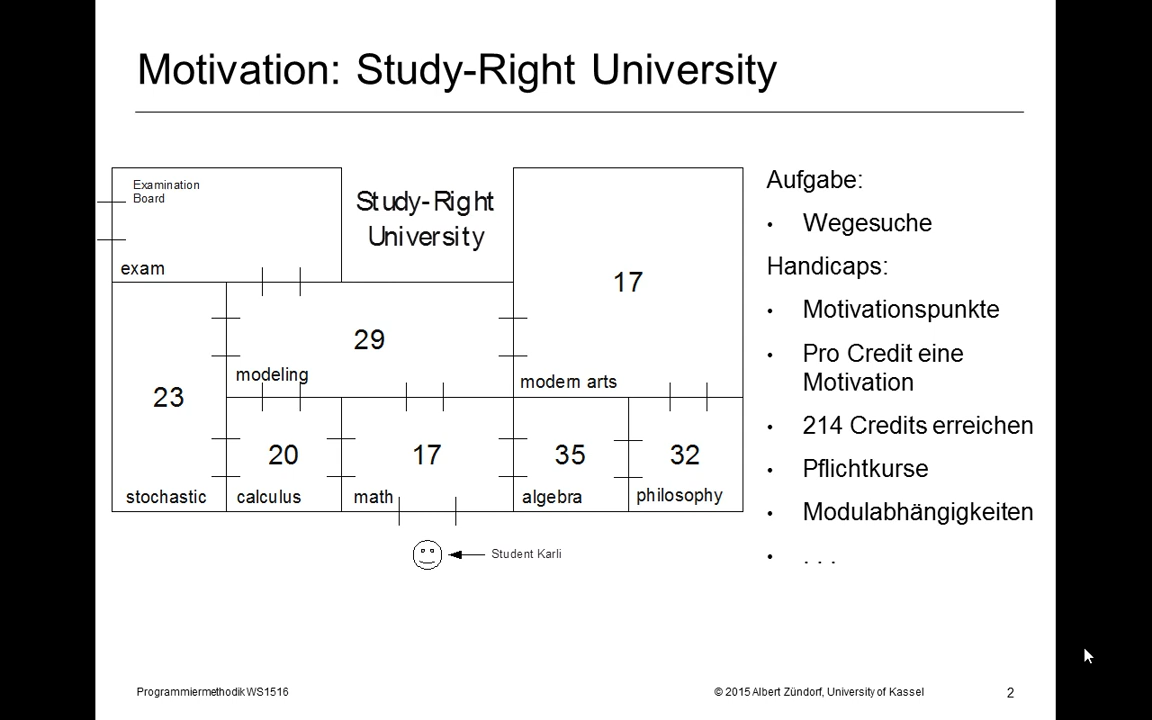 Motivation: Study-Right University
Examination
Board
exam
Study-Right
University
17
29
modeling
modern arts
23
20
17
35
32
stochastic
calculus
math
algebra
philosophy
Student Karli
Aufgabe:
• Wegesuche
Handicaps:
• Motivationspunkte
• Pro Credit eine
Motivation
• 214 Credits erreichen
• Pflichtkurse
• Modulabhängigkeiten
• . . .
Programmiermethodik WS1516
© 2015 Albert Zündorf, University of Kassel
2